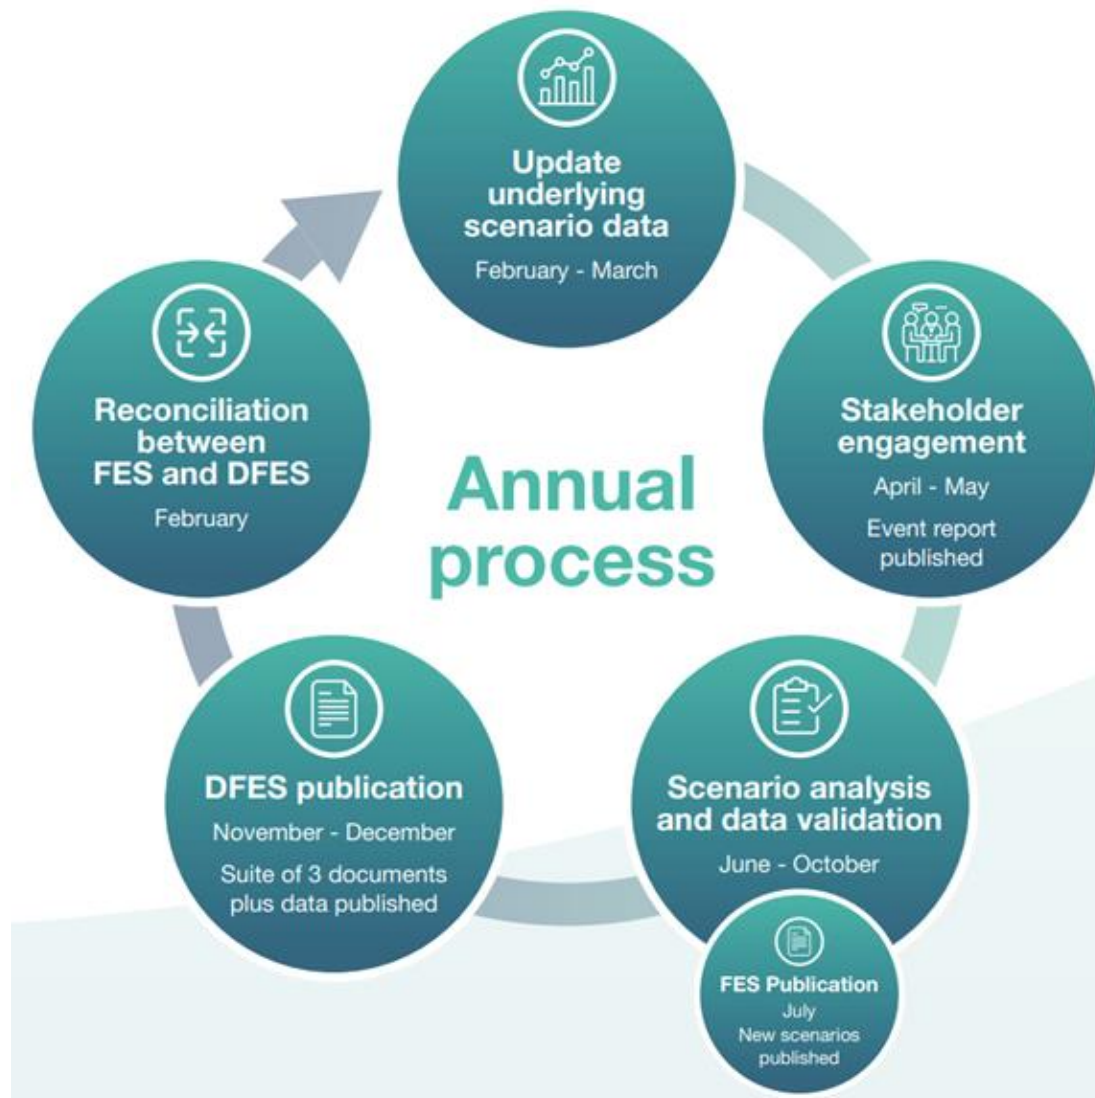 Annual
process
Update
underlying
scenario data
February - March
Stakeholder
engagement
April - May
Event report
published
Scenario analysis
and data validation
June - October
FES Publication
July
New scenarios
published
DFES publication
November - December
Suite of 3 documents
plus data published
Reconciliation
between
FES and DFES
February